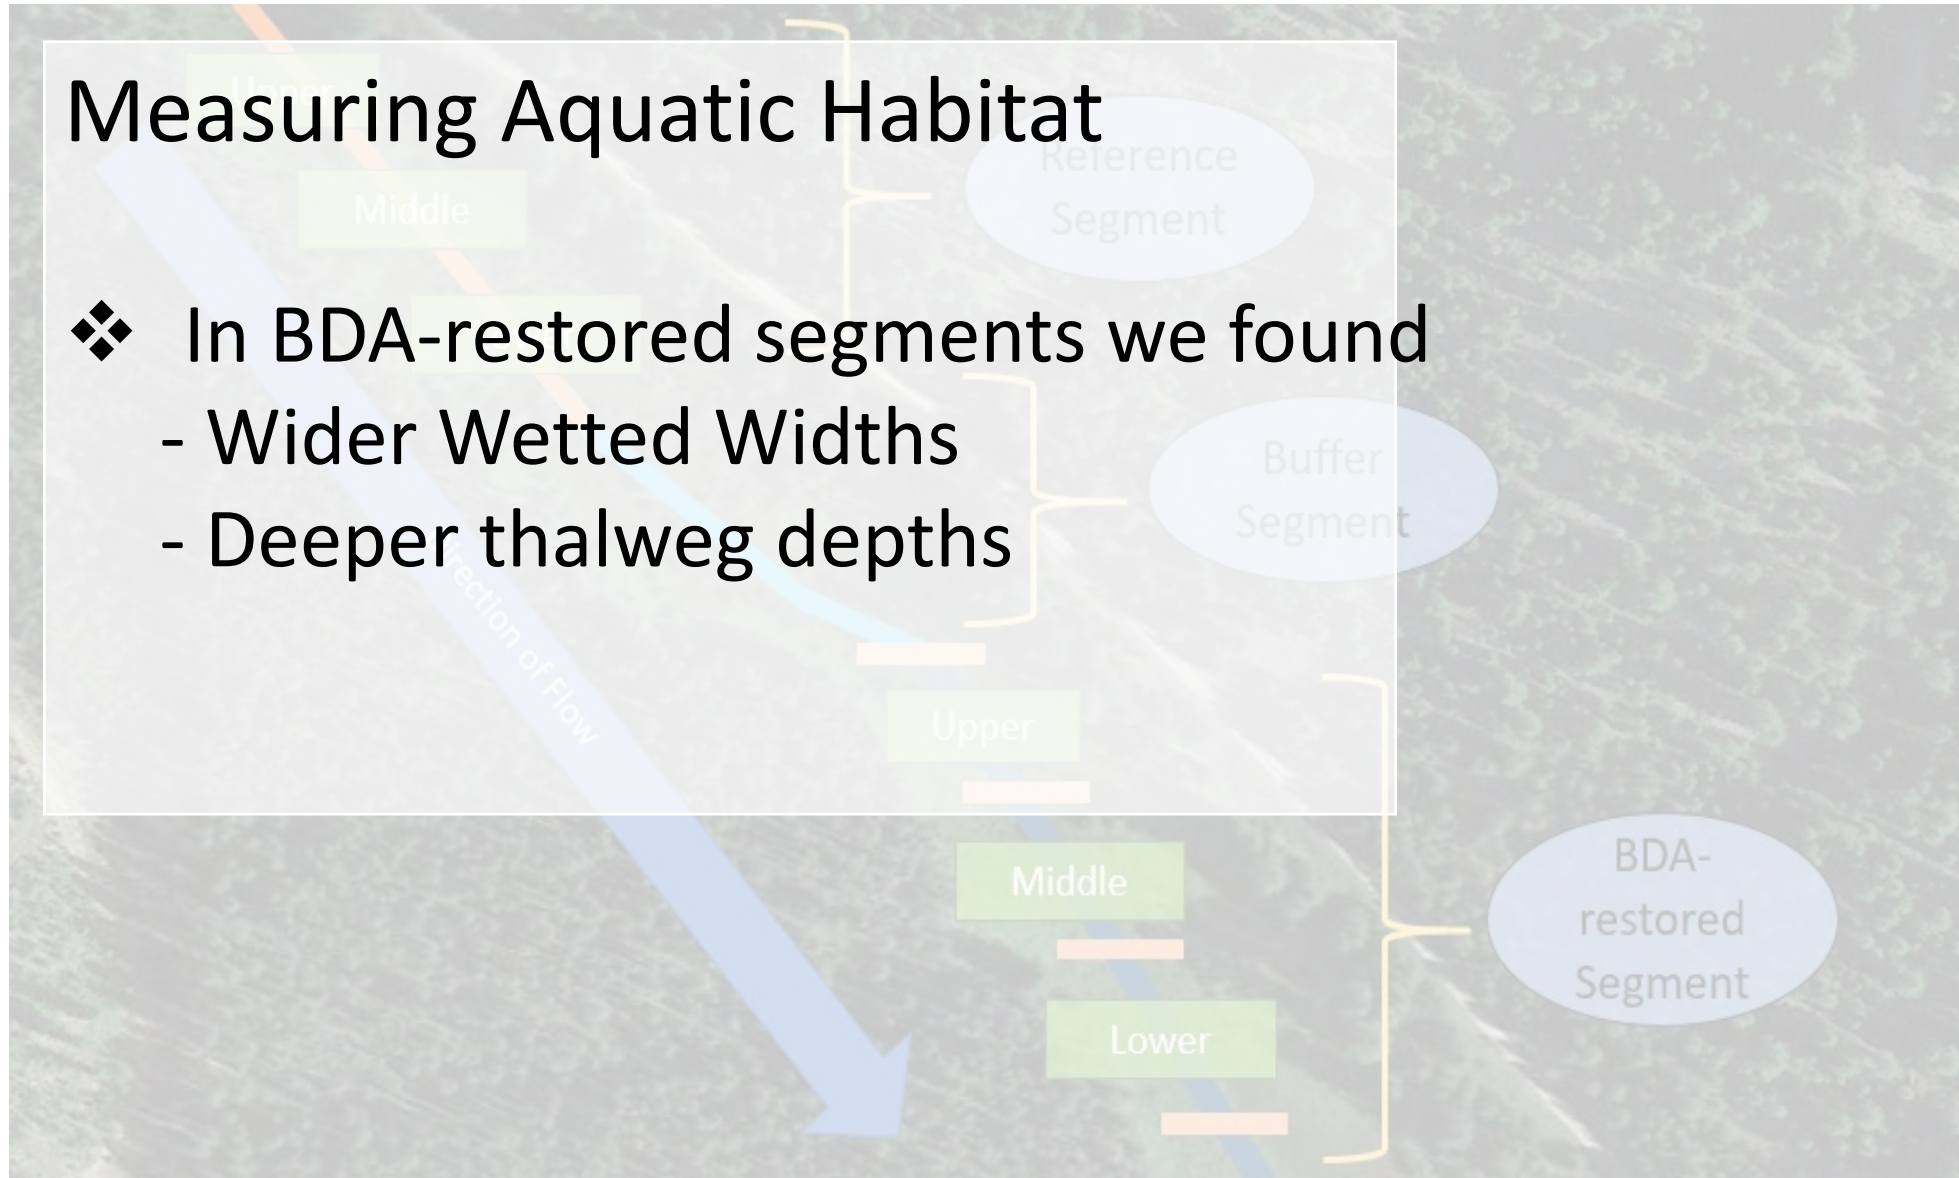 Measuring Aquatic Habitat
Upper
Middle
Reference
Segment
❖ In BDA-restored segments we found
- Wider Wetted Widths
- Deeper thalweg depths
Buffer
Segment
Direction of Flow
Upper
Middle
Lower
BDA-
restored
Segment